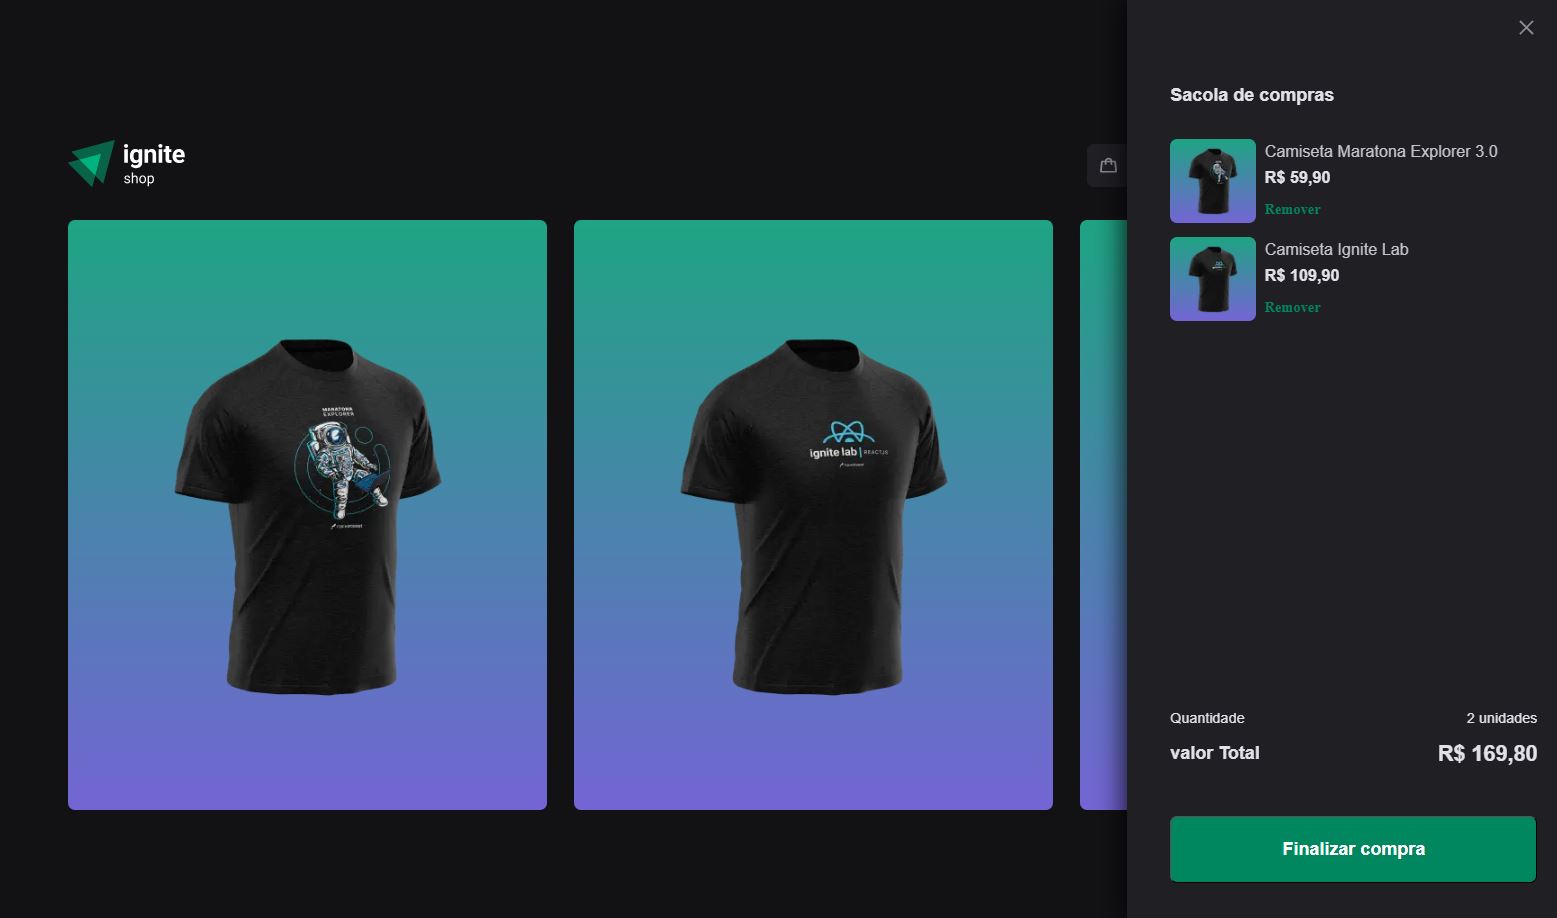 ignite
shop
MARATONA
EXPLORER
ignite lab | REACTJS
Sacola de compras
Camiseta Maratona Explorer 3.0
R$ 59,90
Remover
Camiseta Ignite Lab
R$ 109,90
Remover
Quantidade
2 unidades
valor Total
R$ 169,80
Finalizar compra